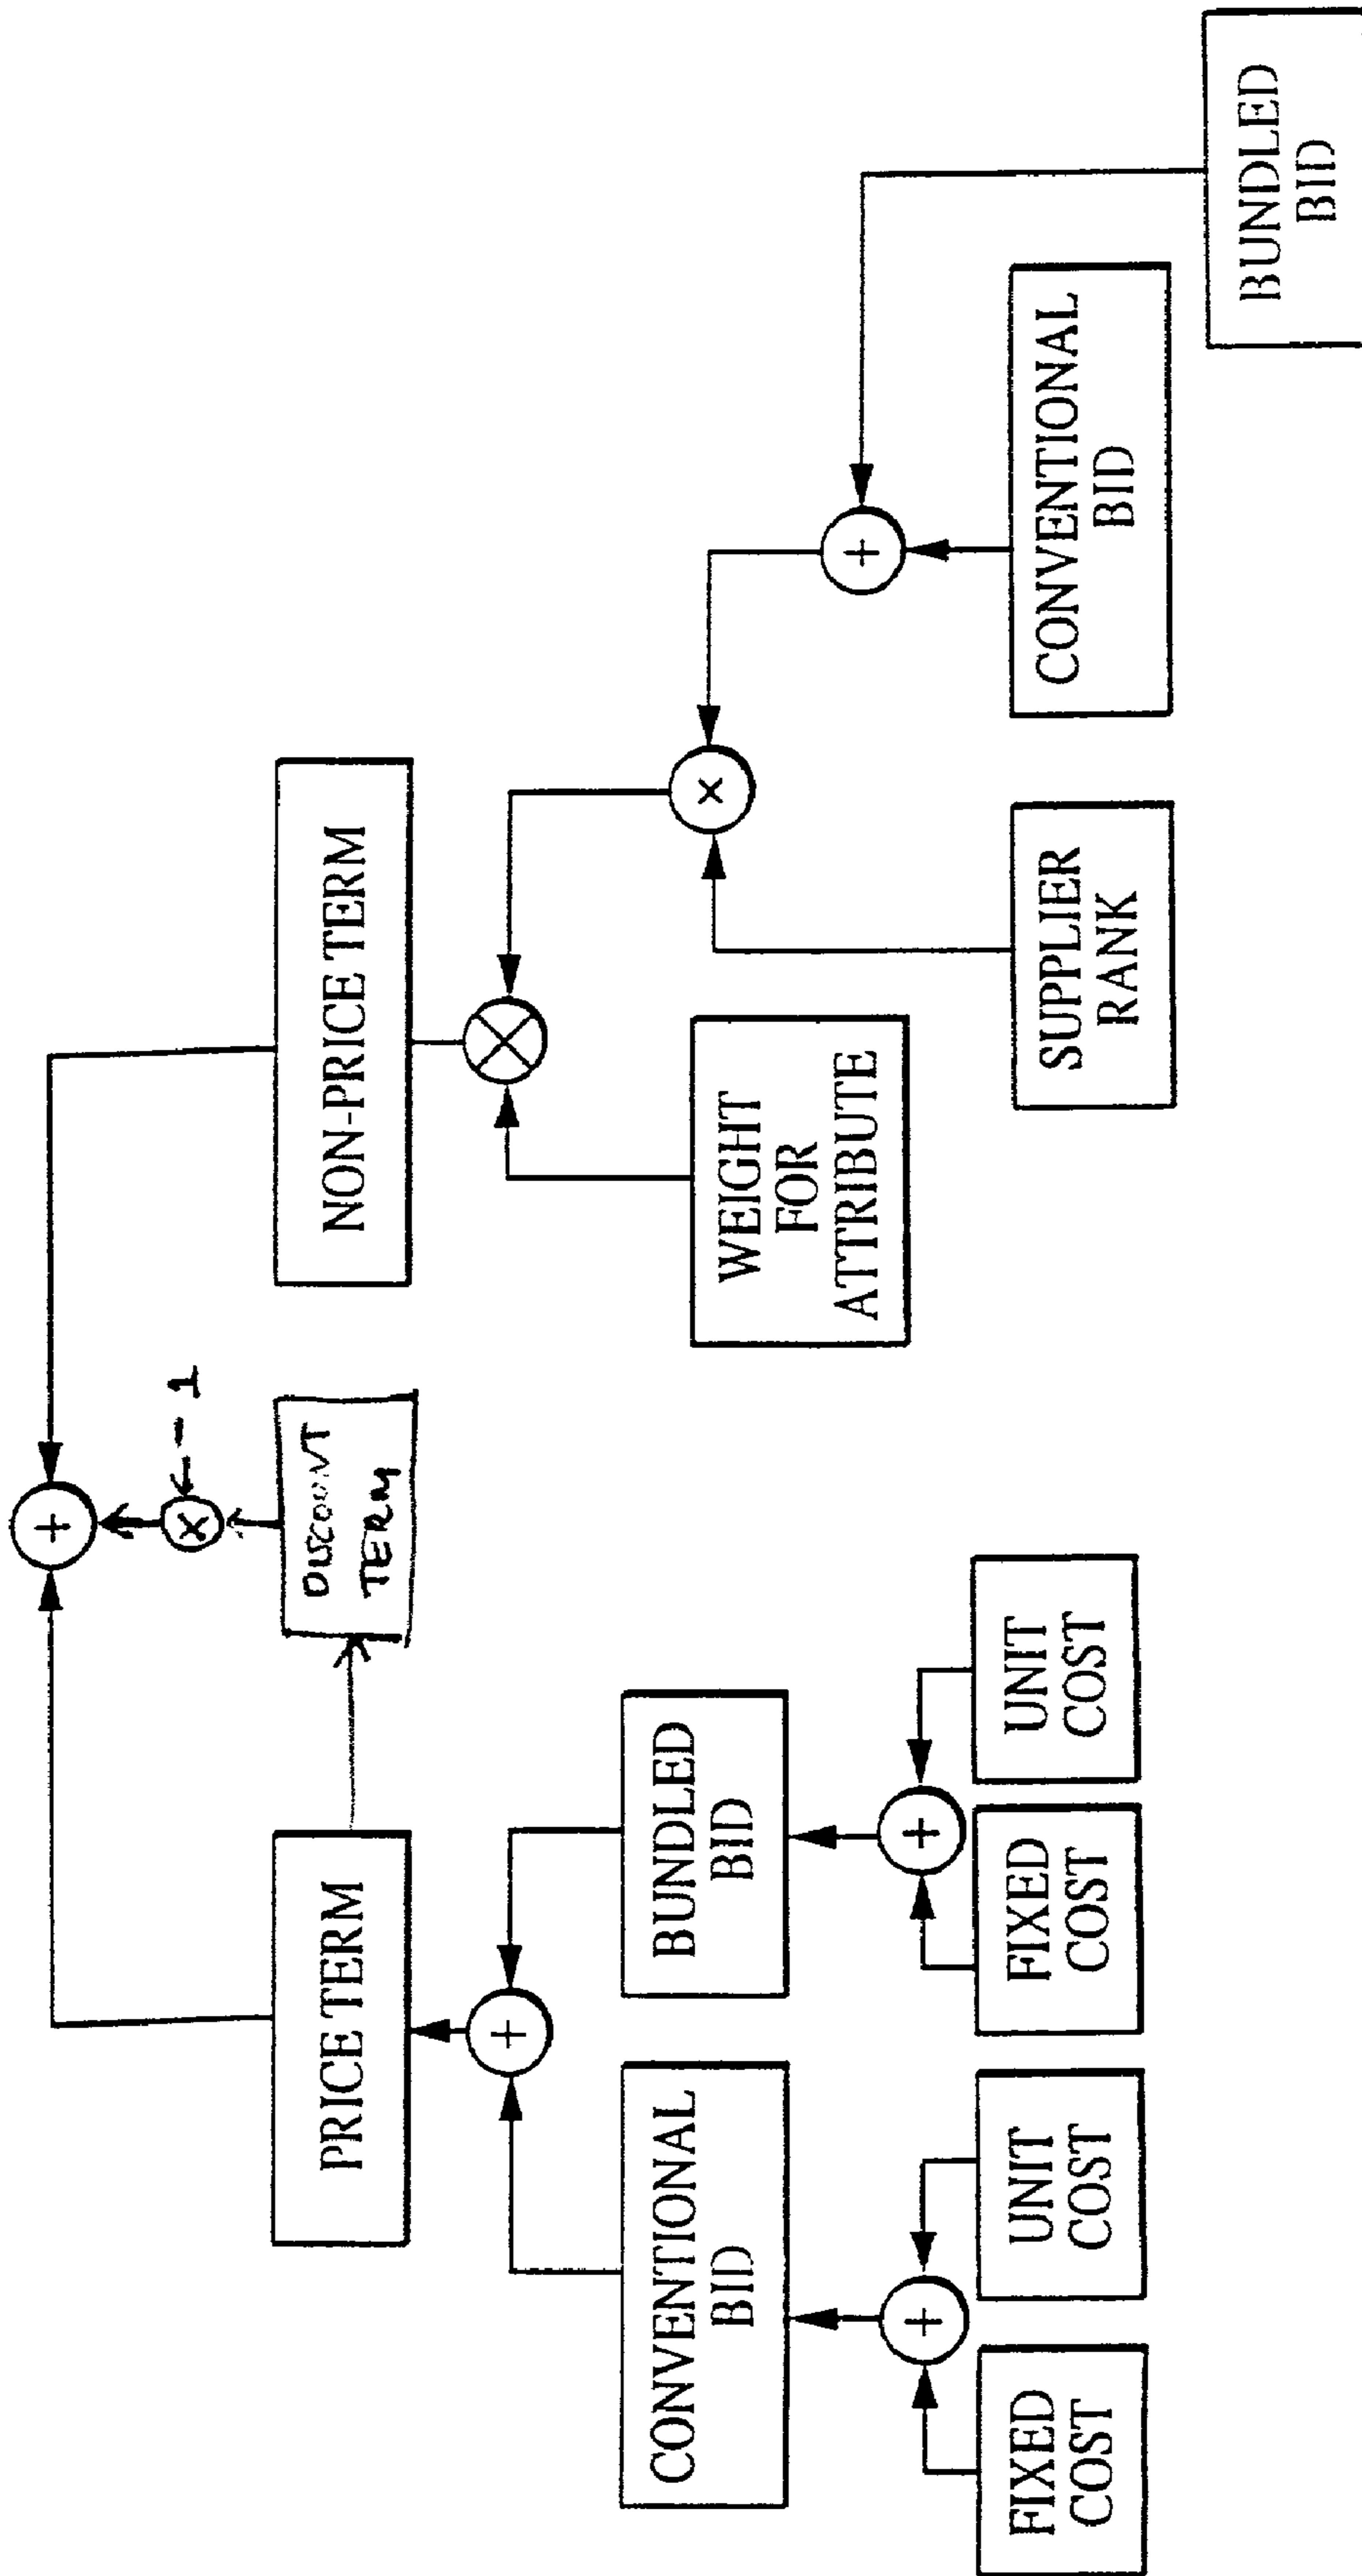 +
×
-1
PRICE TERM
DISCOUNT
TERM
NON-PRICE TERM
+
×
CONVENTIONAL
BID
BUNDLED
BID
WEIGHT
FOR
ATTRIBUTE
×
+
+
+
FIXED
COST
UNIT
COST
FIXED
COST
UNIT
COST
SUPPLIER
RANK
CONVENTIONAL
BID
BUNDLED
BID